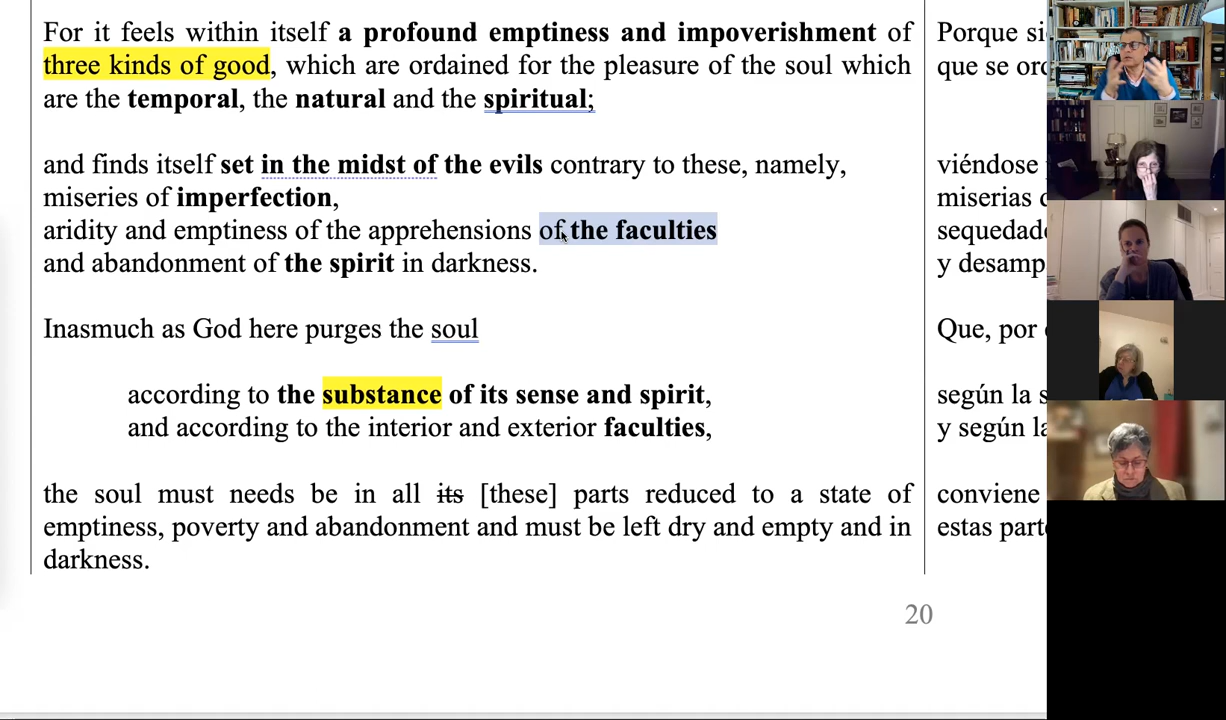 For it feels within itself a profound emptiness and impoverishment of
three kinds of good, which are ordained for the pleasure of the soul which
are the temporal, the natural and the spiritual;
and finds itself set in the midst of the evils contrary to these, namely,
miseries of imperfection,
aridity and emptiness of the apprehensions of the faculties
and abandonment of the spirit in darkness.
Inasmuch as God here purges the soul
according to the substance of its sense and spirit,
and according to the interior and exterior faculties,
the soul must needs be in all its [these] parts reduced to a state of
emptiness, poverty and abandonment and must be left dry and empty and in
darkness.
Porque
que se
viéndose
miserias
y
Que, por
según la
y según
conviene
estas
20